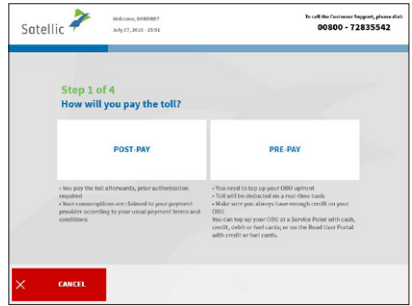 Satellic
Welcome,
July 07, 2016 - 15:51
To call the Customer Support, please dial:
00800 - 72835542
Step 1 of 4
How will you pay the toll?
POST-PAY
PRE-PAY
• You pay the toll afterwards, prior authorization
required
• Your consumptions are claimed to your payment
provider according to your usual payment terms and
conditions
• You need to top up your OBU upfront
• Toll will be deducted on a real-time basis
• Make sure you always have enough credit on your
OBU
You can top up your OBU at a Service Point with cash,
credit, debit or fuel cards; or on the Road User Portal
with credit or fuel cards.
CANCEL